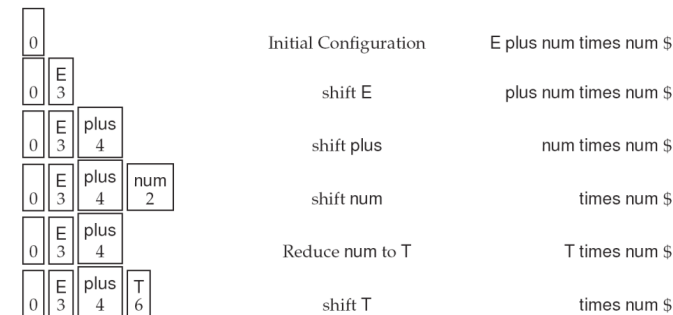 0 Initial Configuration E plus num times num $
E
0 3 shift E plus num times num $
E plus
0 3 4 shift plus num times num $
E plus num
0 3 4 2 shift num times num $
E plus
0 3 4 Reduce num to T T times num $
E plus T
0 3 4 6 shift T times num $